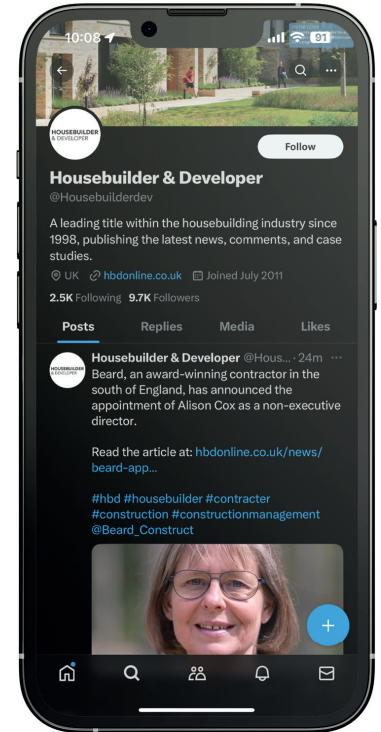 10:08
91
HOUSEBUILDER
& DEVELOPER
Follow
Housebuilder & Developer
@Housebuilderdev
A leading title within the housebuilding industry since
1998, publishing the latest news, comments, and case
studies.
UK hbdonline.co.uk Joined July 2011
2.5K Following 9.7K Followers
Posts Replies Media Likes
HOUSEBUILDER
& DEVELOPER
Housebuilder & Developer @Hous... · 24m
Beard, an award-winning contractor in the
south of England, has announced the
appointment of Alison Cox as a non-executive
director.
Read the article at: hbdonline.co.uk/news/
beard-app...
#hbd #housebuilder #contracter
#construction #constructionmanagement
@Beard_Construct